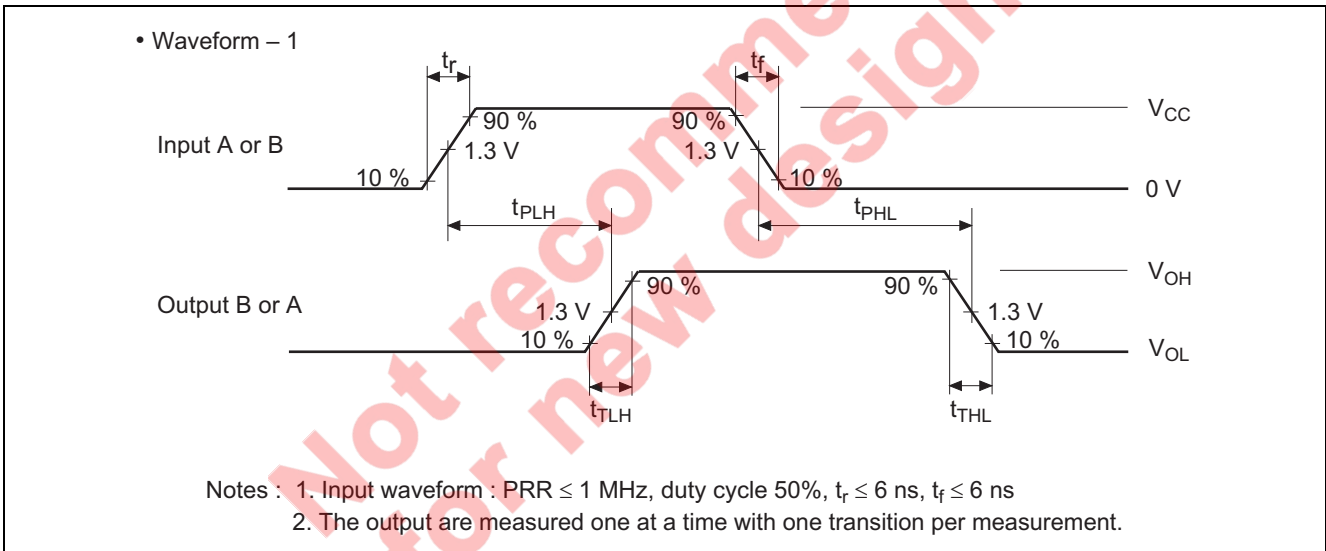 • Waveform – 1
tr
tf
VCC
90 %
90 %
Input A or B
1.3 V
1.3 V
10 %
10 %
0 V
tPLH
tPHL
VOH
90 %
90 %
Output B or A
1.3 V
1.3 V
10 %
10 %
VOL
tTLH
tTHL
Notes : 1. Input waveform : PRR ≤ 1 MHz, duty cycle 50%, tr ≤ 6 ns, tf ≤ 6 ns
2. The output are measured one at a time with one transition per measurement.
Not recomme
for new design